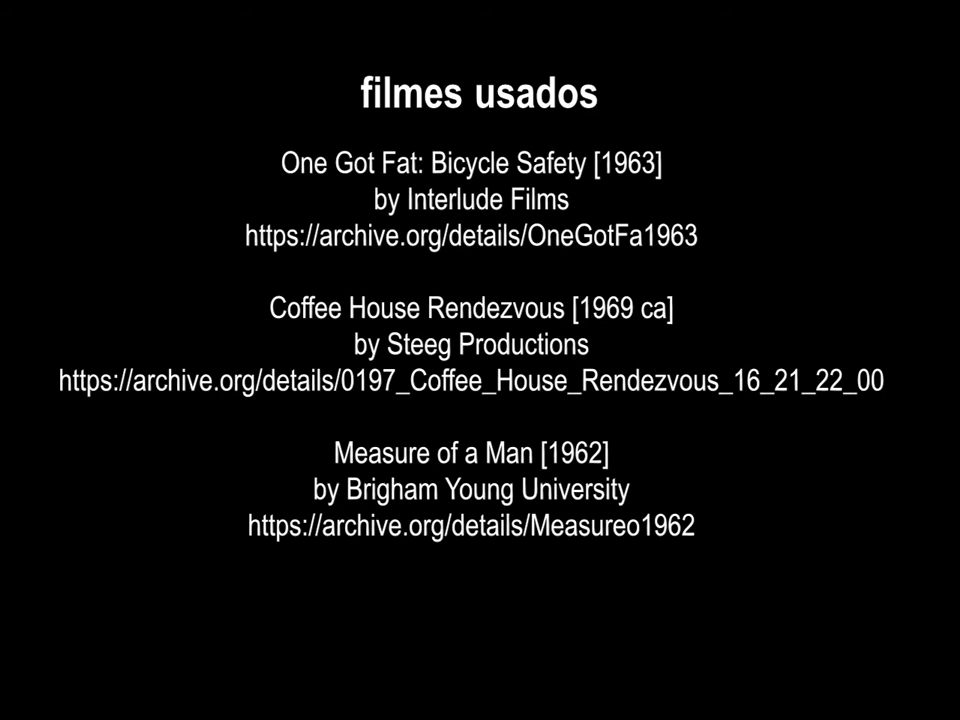 filmes usados
One Got Fat: Bicycle Safety [1963]
by Interlude Films
https://archive.org/details/OneGotFa1963
Coffee House Rendezvous [1969 ca]
by Steeg Productions
https://archive.org/details/0197_Coffee_House_Rendezvous_16_21_22_00
Measure of a Man [1962]
by Brigham Young University
https://archive.org/details/Measureo1962